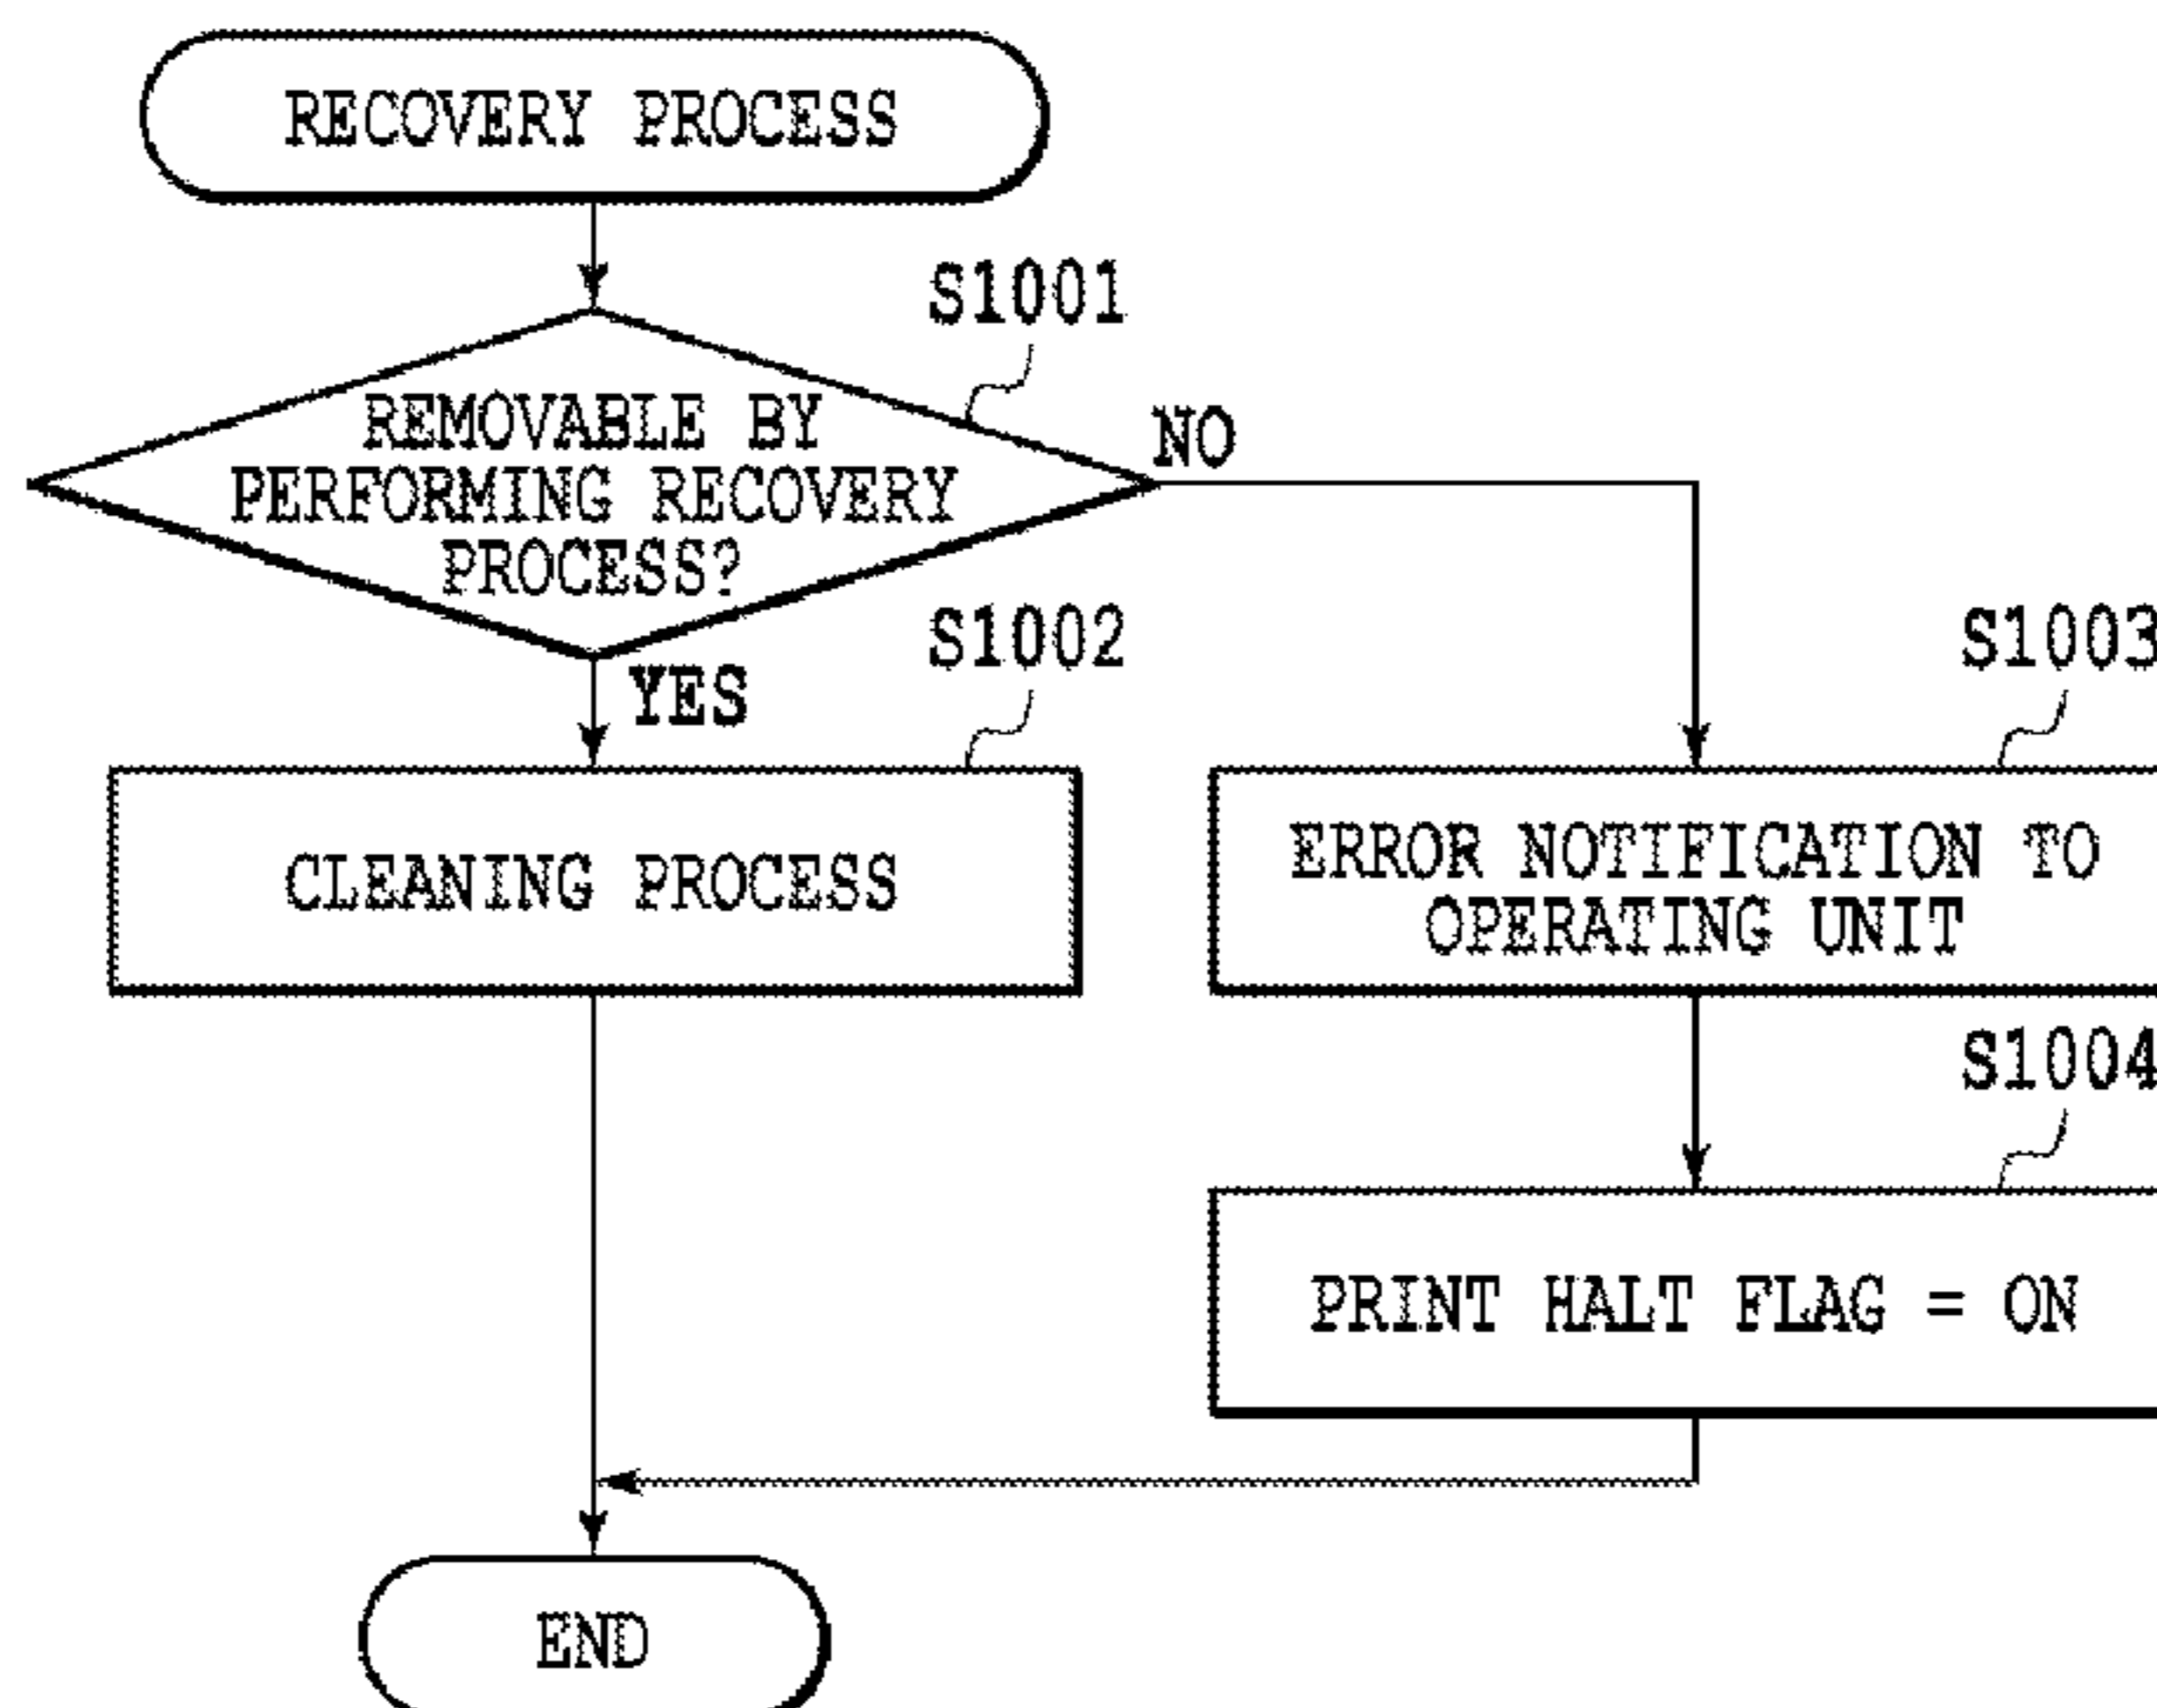 RECOVERY PROCESS
S1001
REMOVABLE BY
PERFORMING RECOVERY
PROCESS?
NO
YES
S1002
CLEANING PROCESS
S1003
ERROR NOTIFICATION TO
OPERATING UNIT
S1004
PRINT HALT FLAG = ON
END